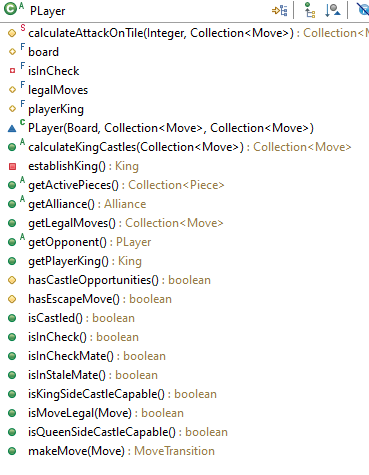 PLayer
calculateAttackOnTile(Integer, Collection<Move>) : Collection<M
board
isInCheck
legalMoves
playerKing
PLayer(Board, Collection<Move>, Collection<Move>)
calculateKingCastles(Collection<Move>) : Collection<Move>
establishKing() : King
getActivePieces() : Collection<Piece>
getAlliance() : Alliance
getLegalMoves() : Collection<Move>
getOpponent() : PLayer
getPlayerKing() : King
hasCastleOpportunities() : boolean
hasEscapeMove() : boolean
isCastled() : boolean
isInCheck() : boolean
isInCheckMate() : boolean
isInStaleMate() : boolean
isKingSideCastleCapable() : boolean
isMoveLegal(Move) : boolean
isQueenSideCastleCapable() : boolean
makeMove(Move) : MoveTransition